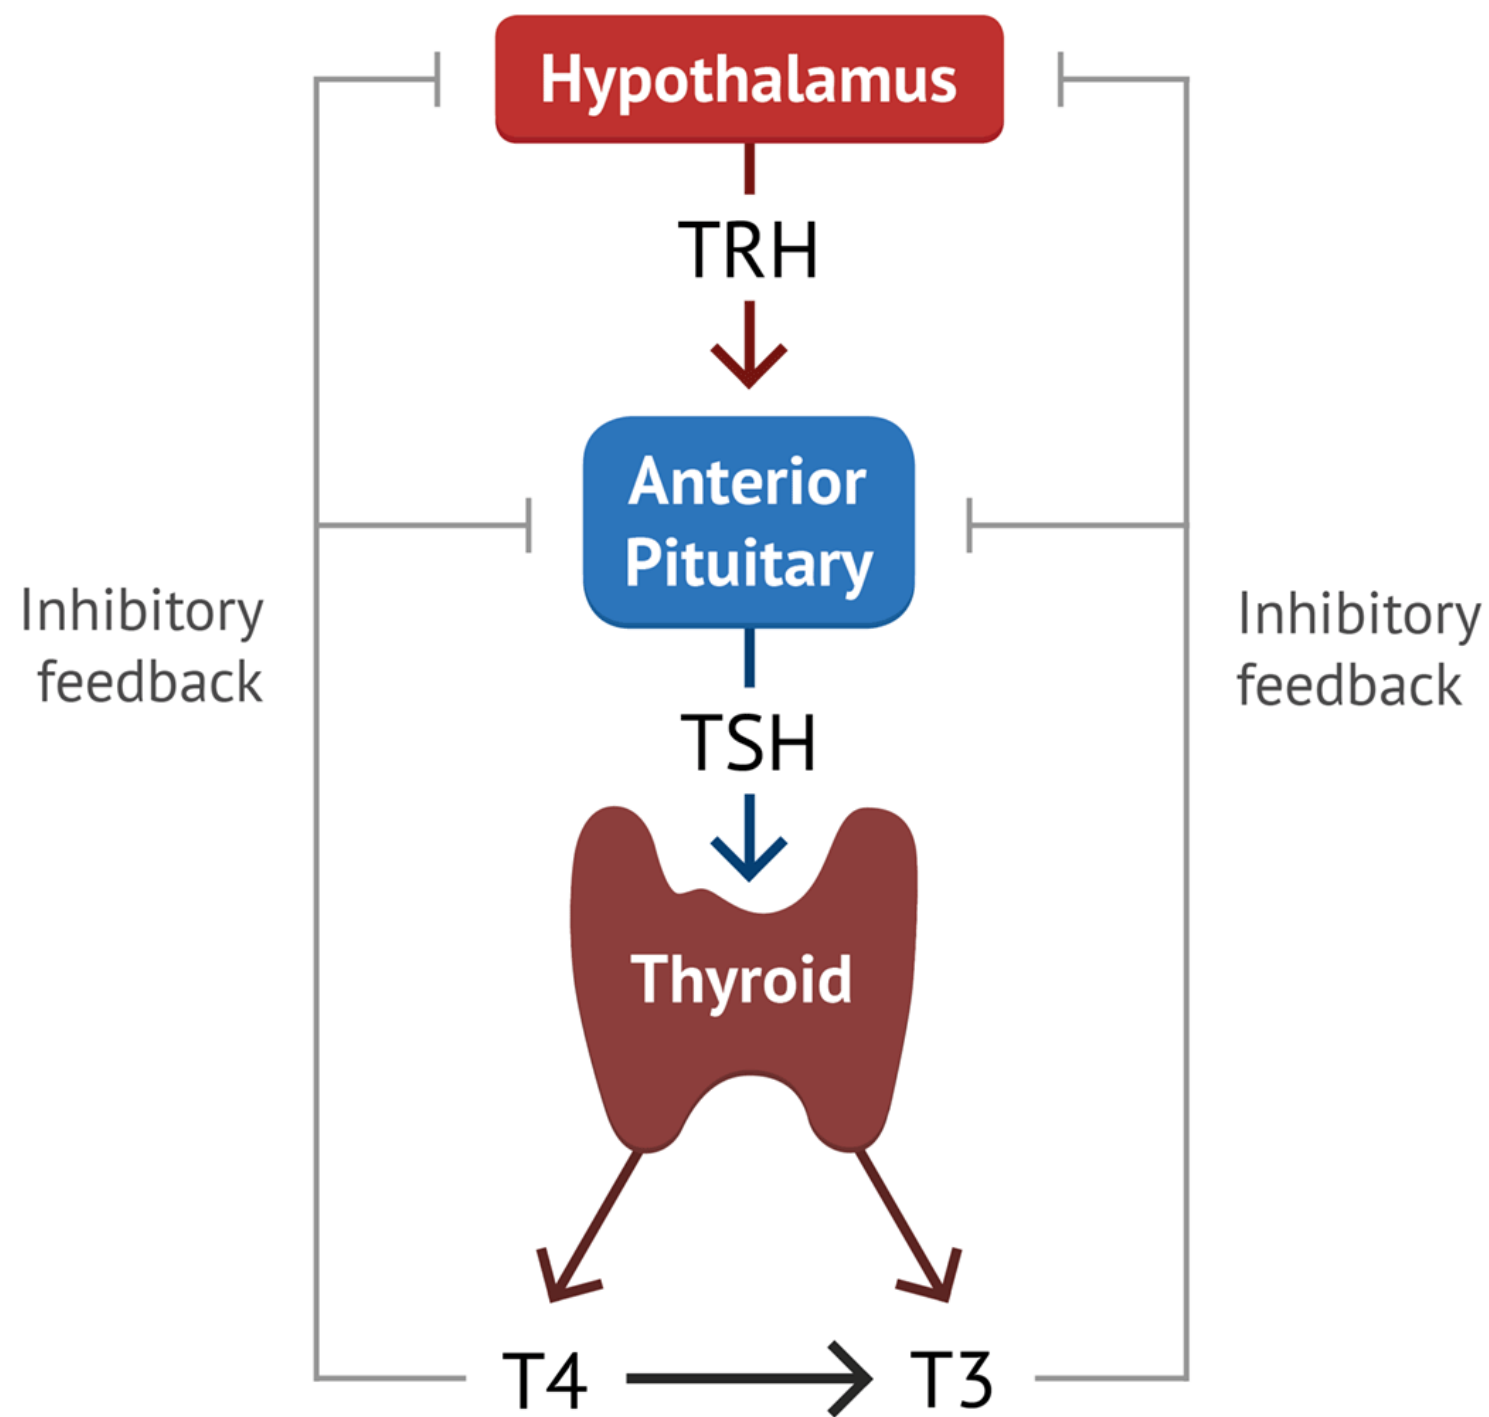 Hypothalamus
TRH
Anterior
Pituitary
Inhibitory
feedback
Inhibitory
feedback
TSH
Thyroid
T4
T3